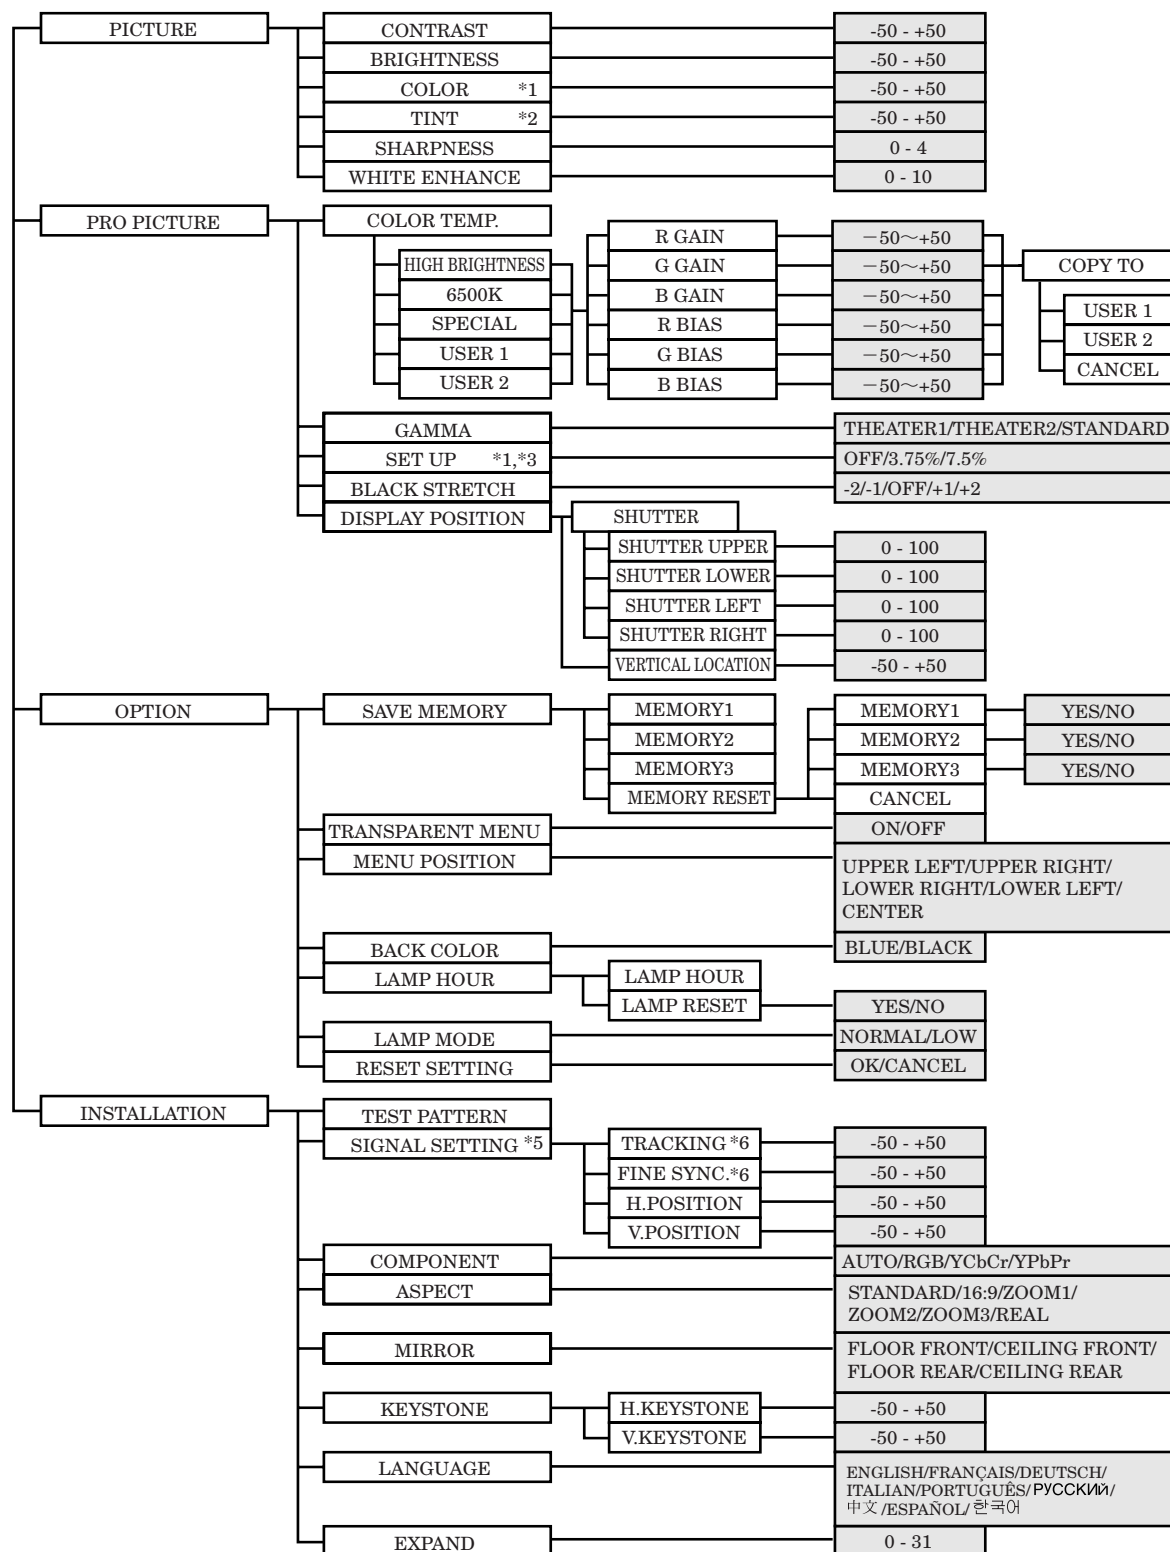 PICTURE CONTRAST -50 - +50
BRIGHTNESS -50 - +50
COLOR *1 -50 - +50
TINT *2 -50 - +50
SHARPNESS 0 - 4
WHITE ENHANCE 0 - 10
PRO PICTURE COLOR TEMP.
R GAIN －50〜+50
HIGH BRIGHTNESS G GAIN －50〜+50 COPY TO
6500K B GAIN －50〜+50 USER 1
SPECIAL R BIAS －50〜+50 USER 2
USER 1 G BIAS －50〜+50 CANCEL
USER 2 B BIAS －50〜+50
GAMMA THEATER1/THEATER2/STANDARD
SET UP *1,*3 OFF/3.75%/7.5%
BLACK STRETCH -2/-1/OFF/+1/+2
DISPLAY POSITION SHUTTER
SHUTTER UPPER 0 - 100
SHUTTER LOWER 0 - 100
SHUTTER LEFT 0 - 100
SHUTTER RIGHT 0 - 100
VERTICAL LOCATION -50 - +50
OPTION SAVE MEMORY MEMORY1 MEMORY1 YES/NO
MEMORY2 MEMORY2 YES/NO
MEMORY3 MEMORY3 YES/NO
MEMORY RESET CANCEL
TRANSPARENT MENU ON/OFF
MENU POSITION UPPER LEFT/UPPER RIGHT/
LOWER RIGHT/LOWER LEFT/
CENTER
BACK COLOR BLUE/BLACK
LAMP HOUR LAMP HOUR
LAMP RESET YES/NO
LAMP MODE NORMAL/LOW
RESET SETTING OK/CANCEL
INSTALLATION TEST PATTERN
SIGNAL SETTING *5 TRACKING *6 -50 - +50
FINE SYNC.*6 -50 - +50
H.POSITION -50 - +50
V.POSITION -50 - +50
COMPONENT AUTO/RGB/YCbCr/YPbPr
ASPECT STANDARD/16:9/ZOOM1/
ZOOM2/ZOOM3/REAL
MIRROR FLOOR FRONT/CEILING FRONT/
FLOOR REAR/CEILING REAR
KEYSTONE H.KEYSTONE -50 - +50
V.KEYSTONE -50 - +50
LANGUAGE ENGLISH/FRANÇAIS/DEUTSCH/
ITALIAN/PORTUGUÊS/РУССКИй/
中文/ESPAÑOL/한국어
EXPAND 0 - 31